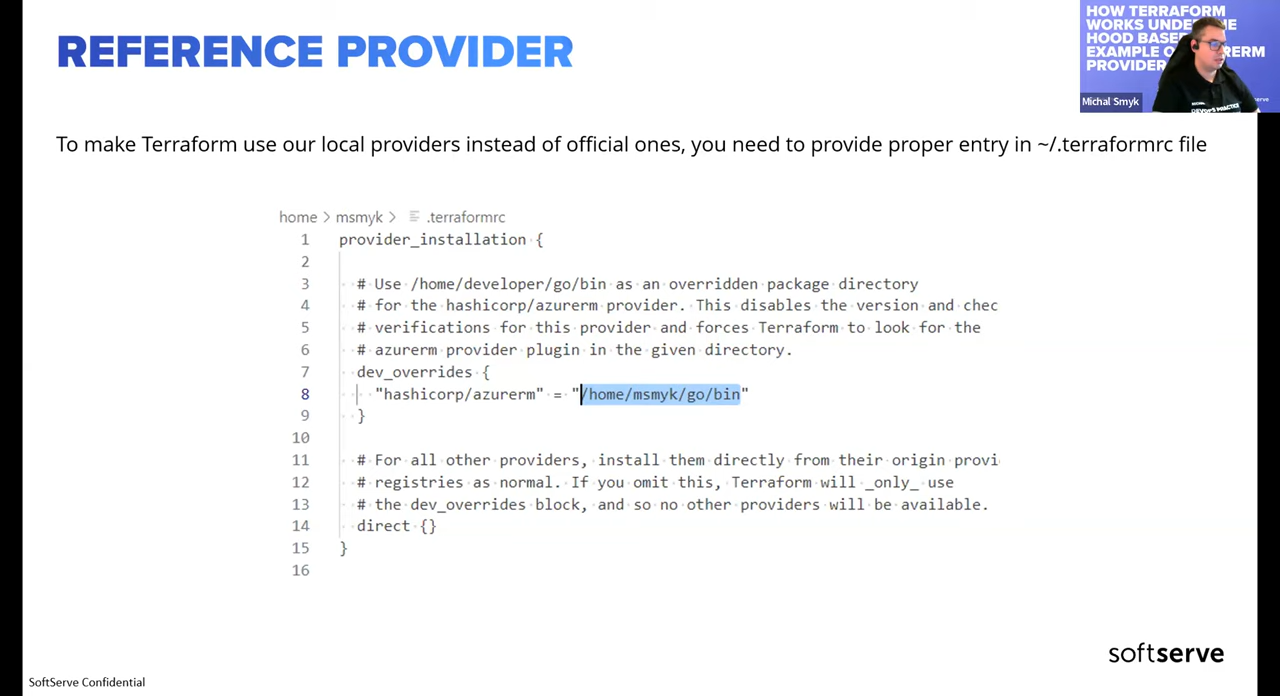 REFERENCE PROVIDER
HOW TERRAFORM
WORKS UNDE HE
HOOD BASE
EXAMPLE O RERM
PROVIDER
Michal Smyk
DEVOPS PRACTICE
To make Terraform use our local providers instead of official ones, you need to provide proper entry in ~/.terraformrc file
home > msmyk > .terraformrc
1 provider_installation {
2
3 # Use /home/developer/go/bin as an overridden package directory
4 # for the hashicorp/azurerm provider. This disables the version and chec
5 # verifications for this provider and forces Terraform to look for the
6 # azurerm provider plugin in the given directory.
7 dev_overrides {
8 "hashicorp/azurerm" = "/home/msmyk/go/bin"
9 }
10
11 # For all other providers, install them directly from their origin provi
12 # registries as normal. If you omit this, Terraform will _only_ use
13 # the dev_overrides block, and so no other providers will be available.
14 direct {}
15 }
16
softserve
SoftServe Confidential